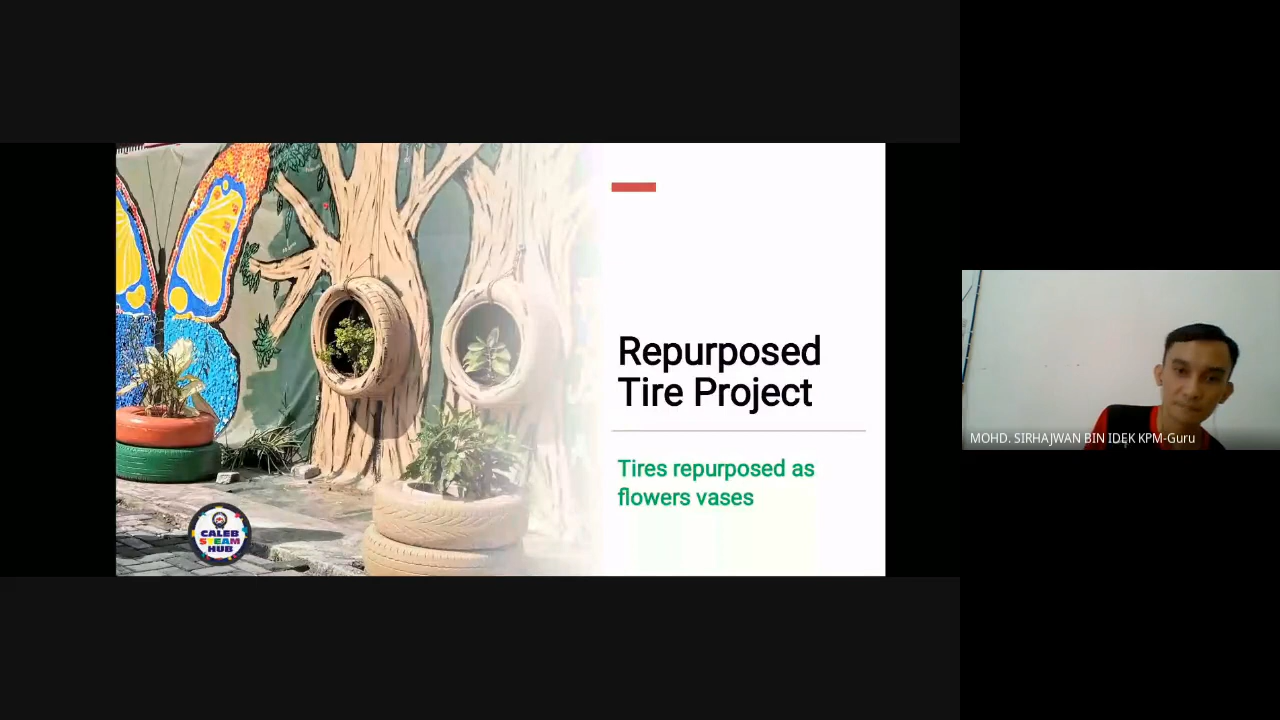 Repurposed
Tire Project
Tires repurposed as
flowers vases
CALEB
STEAM
HUB
MOHD. SIRHAJWAN BIN IDEK KPM-Guru